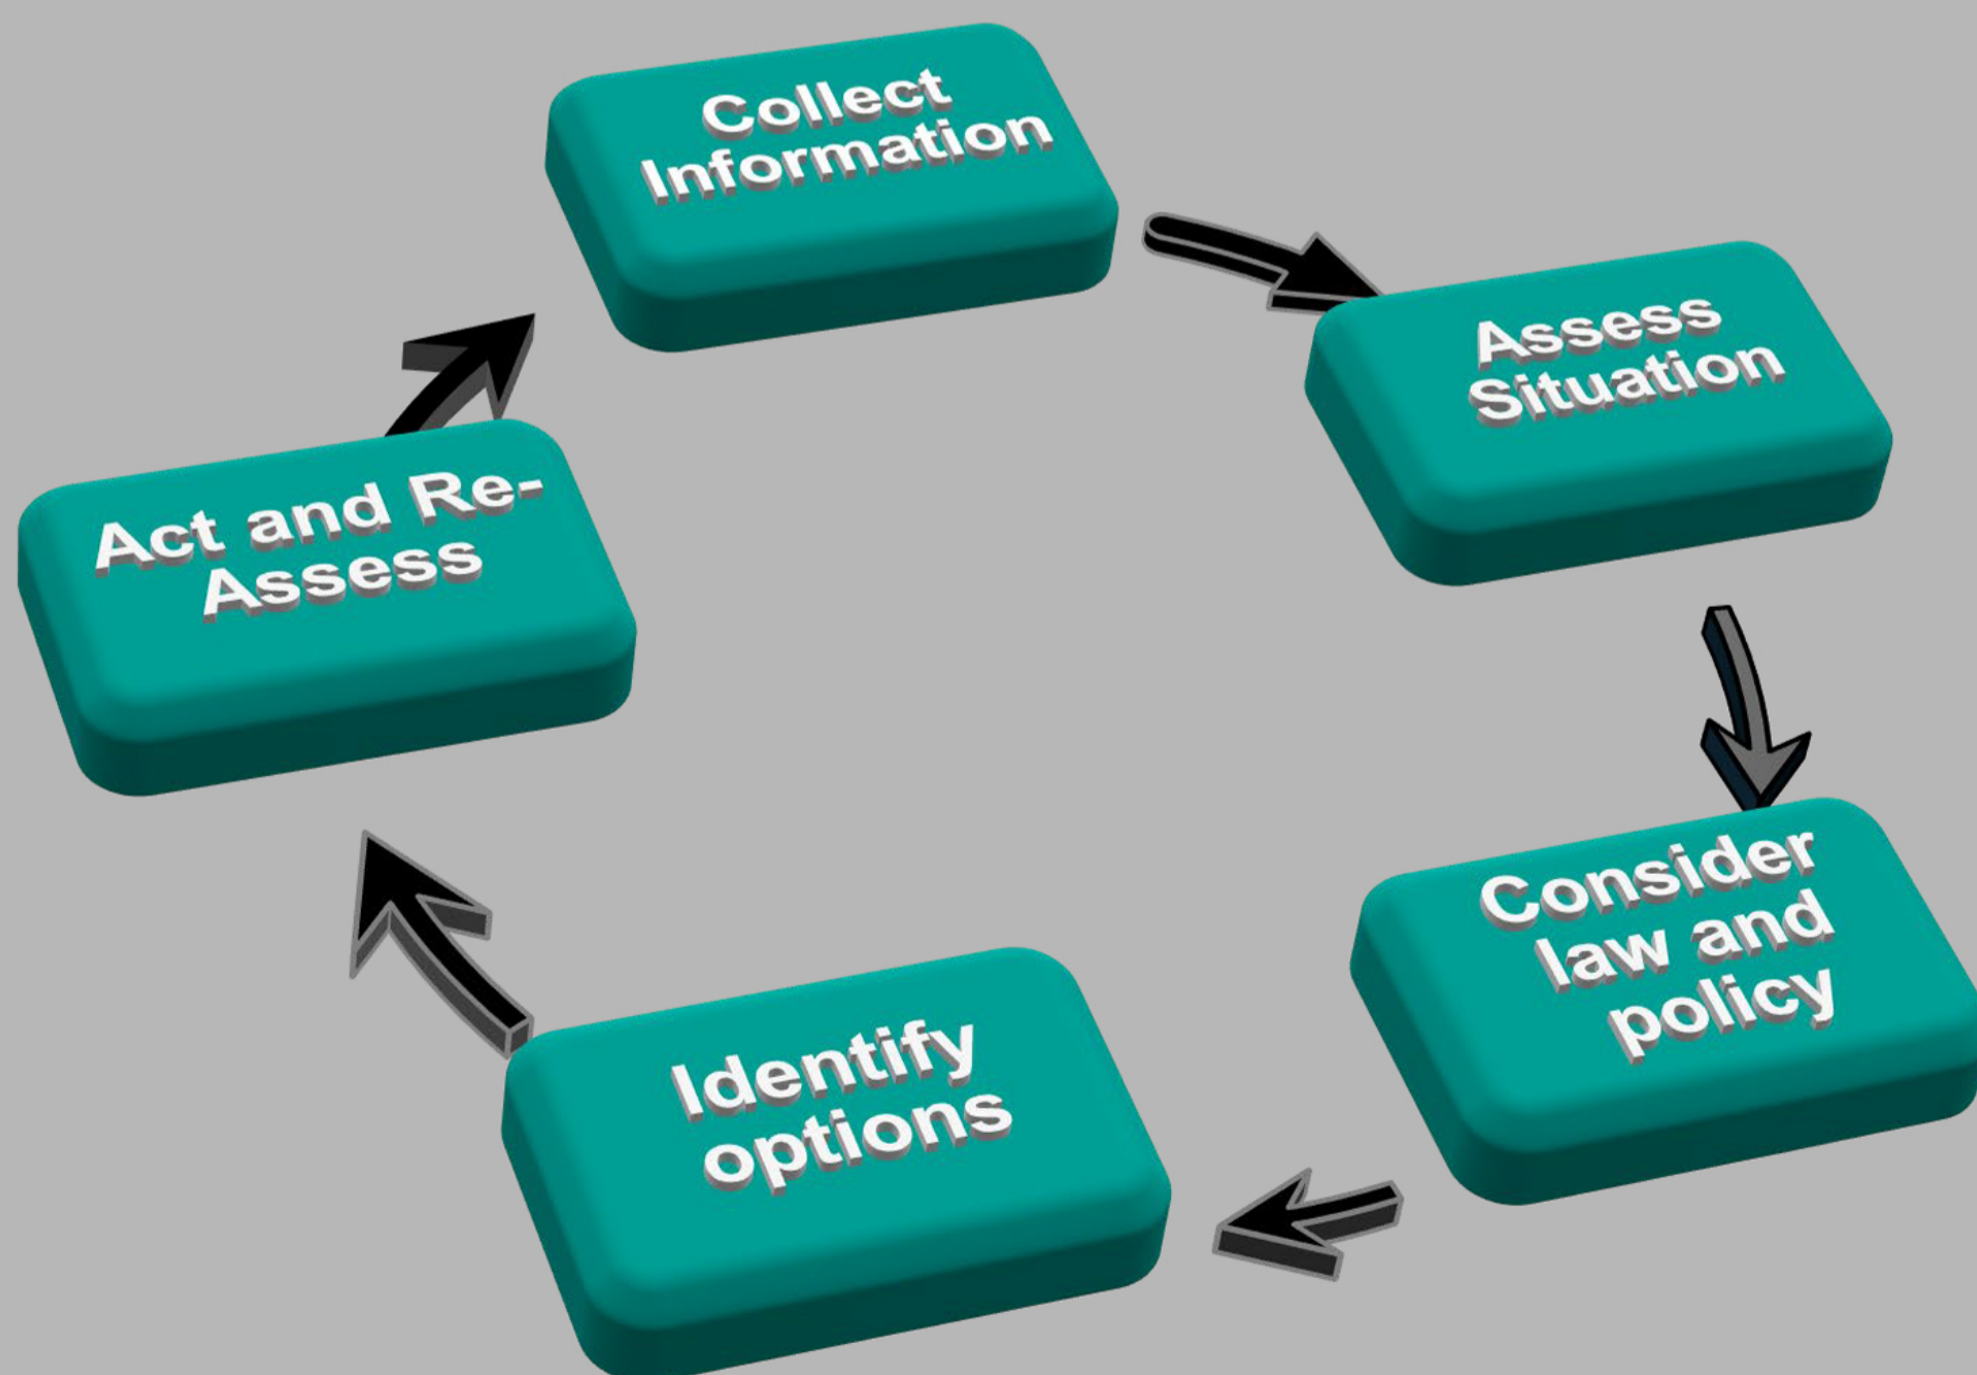 Collect
Information
Assess
Situation
Consider
law and
policy
Identify
options
Act and Re-
Assess